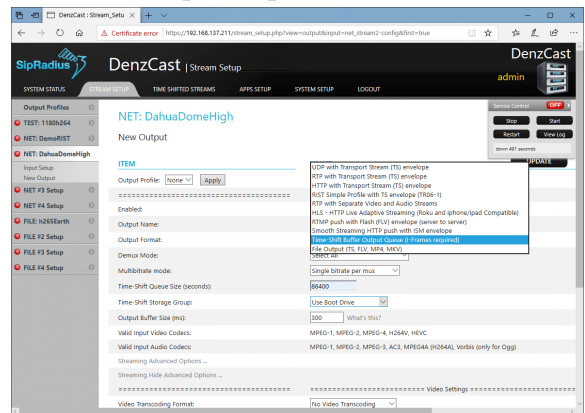 DenzCast : Stream_Setu
Certificate error https://192.168.137.211/stream_setup.php?view=output&input=net_stream2-config&first=true
SipRadius
DenzCast | Stream Setup
DenzCast
admin
SYSTEM STATUS STREAM SETUP TIME SHIFTED STREAMS APPS SETUP SYSTEM SETUP LOGOUT
Output Profiles
TEST: 1180h264
NET: DemoRIST
NET: DahuaDomeHigh
Input Setup
New Output
NET #3 Setup
NET #4 Setup
FILE: h265Earth
FILE #2 Setup
FILE #3 Setup
FILE #4 Setup
Service Control OFF
Stop Start
Restart View Log
down 401 seconds
NET: DahuaDomeHigh
New Output
UPDATE
ITEM
Output Profile: None Apply
=====================================
Enabled:
Output Name:
Output Format:
UDP with Transport Stream (TS) envelope
RTP with Transport Stream (TS) envelope
HTTP with Transport Stream (TS) envelope
RIST Simple Profile with TS envelope (TR06-1)
RTP with Separate Video and Audio Streams
HLS - HTTP Live Adaptive Streaming (Roku and iphone/ipad Compatible)
RTMP push with Flash (FLV) envelope (server to server)
Smooth Streaming HTTP push with ISM envelope
Time-Shift Buffer Output Queue (I-Frames required)
File Output (TS, FLV, MP4, MKV)
Demux Mode: Select All
Multibitrate mode: Single bitrate per mux
Time-Shift Queue Size (seconds): 86400
Time-Shift Storage Group: Use Boot Drive
Output Buffer Size (ms): 300 What's this?
Valid Input Video Codecs: MPEG-1, MPEG-2, MPEG-4, H264V, HEVC
Valid Input Audio Codecs: MPEG-1, MPEG-2, MPEG-3, AC3, MPEG4A (H264A), Vorbis (only for Ogg)
Streaming Advanced Options ...
Streaming Hide Advanced Options ...
===================================== ========================= Video Settings =================
Video Transcoding Format: No Video Transcoding